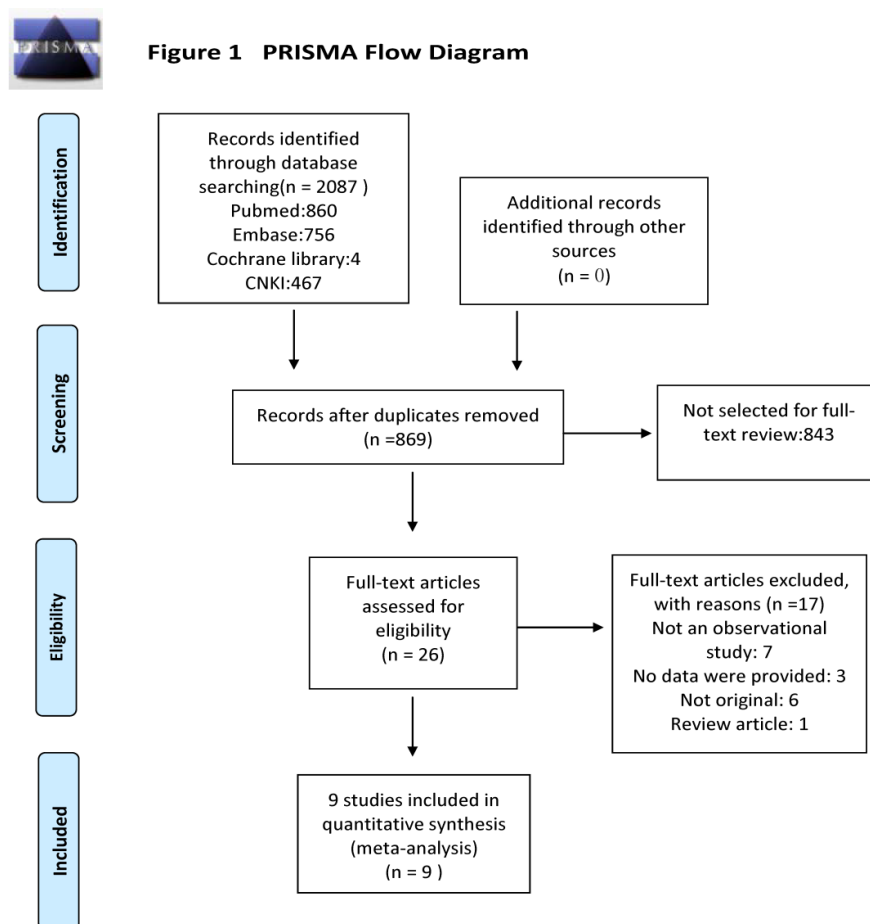 PRISMA
Figure 1 PRISMA Flow Diagram
Identification
Records identified
through database
searching(n = 2087 )
Pubmed:860
Embase:756
Cochrane library:4
CNKI:467
Additional records
identified through other
sources
(n = 0)
Screening
Records after duplicates removed
(n =869)
Not selected for full-
text review:843
Eligibility
Full-text articles
assessed for
eligibility
(n = 26)
Full-text articles excluded,
with reasons (n =17)
Not an observational
study: 7
No data were provided: 3
Not original: 6
Review article: 1
Included
9 studies included in
quantitative synthesis
(meta-analysis)
(n = 9 )